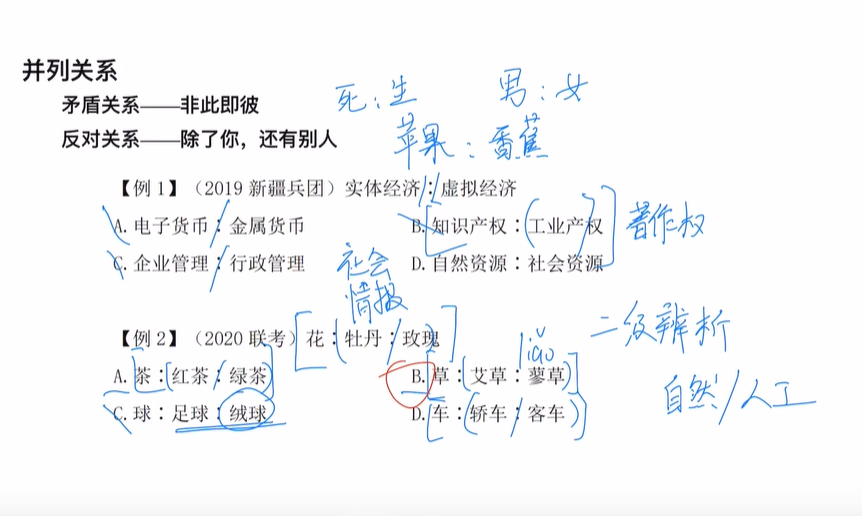 并列关系
矛盾关系——非此即彼
死:生 男:女
反对关系——除了你，还有别人
苹果:香蕉
【例 1】（2019 新疆兵团）实体经济∶虚拟经济
A. 电子货币∶金属货币 B. 知识产权∶工业产权
著作权
C. 企业管理∶行政管理 D. 自然资源∶社会资源
社会
情报
【例 2】（2020 联考）花∶牡丹∶玫瑰
二级辨析
liǎo
A. 茶∶红茶∶绿茶 B. 草∶艾草∶蓼草
自然/人工
C. 球∶足球∶绒球 D. 车∶轿车∶客车